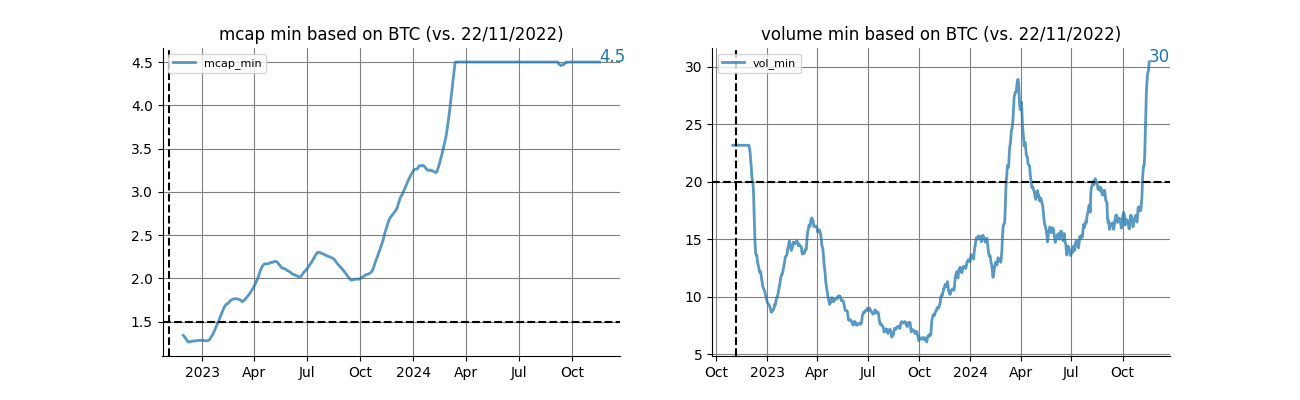 mcap min based on BTC (vs. 22/11/2022)
4.5
mcap_min
4.5
4.0
3.5
3.0
2.5
2.0
1.5
2023 Apr Jul Oct 2024 Apr Jul Oct
volume min based on BTC (vs. 22/11/2022)
30
vol_min
30
25
20
15
10
5
Oct 2023 Apr Jul Oct 2024 Apr Jul Oct